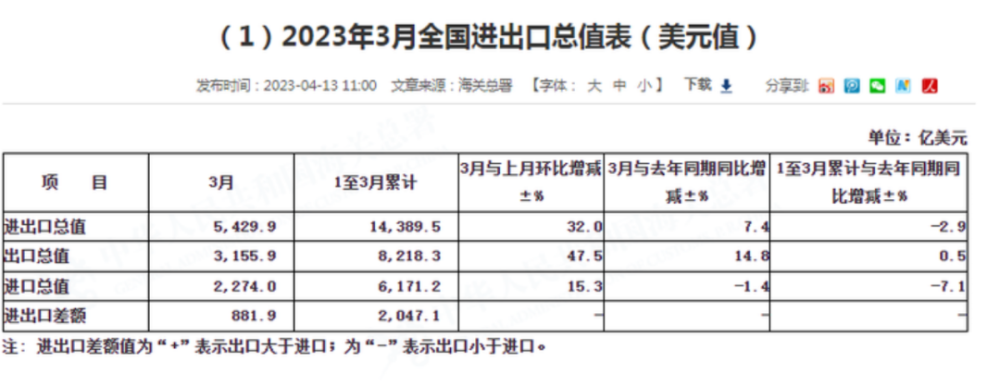 （1）2023年3月全国进出口总值表（美元值）
发布时间：2023-04-13 11:00 文章来源：海关总署 【字体： 大 中 小】 下载 分享到:
单位：亿美元
项 目 3月 1至3月累计 3月与上月环比增减±% 3月与去年同期同比增减±% 1至3月累计与去年同期同比增减±%
进出口总值 5,429.9 14,389.5 32.0 7.4 -2.9
出口总值 3,155.9 8,218.3 47.5 14.8 0.5
进口总值 2,274.0 6,171.2 15.3 -1.4 -7.1
进出口差额 881.9 2,047.1 - - -
注：进出口差额值为“+”表示出口大于进口；为“-”表示出口小于进口。